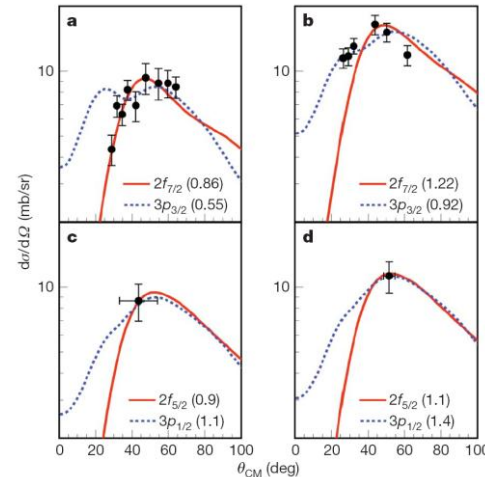 a
b
10
10
2f7/2 (0.86)
3p3/2 (0.55)
2f7/2 (1.22)
3p3/2 (0.92)
dσ/dΩ (mb/sr)
c
d
10
10
2f5/2 (0.9)
3p1/2 (1.1)
2f5/2 (1.1)
3p1/2 (1.4)
0 20 40 60 80 100
0 20 40 60 80 100
θCM (deg)